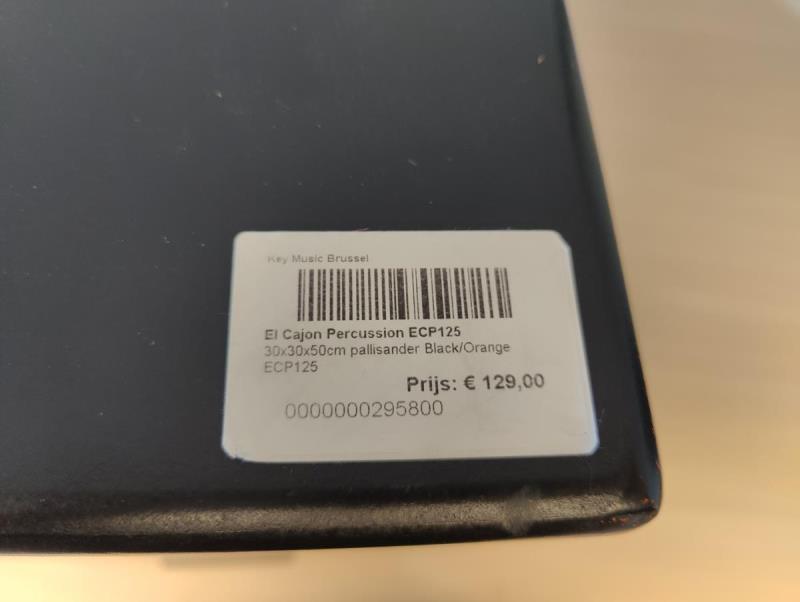 Key Music Brussel
El Cajon Percussion ECP125
30x30x50cm pallisander Black/Orange
ECP125
Prijs: € 129,00
0000000295800